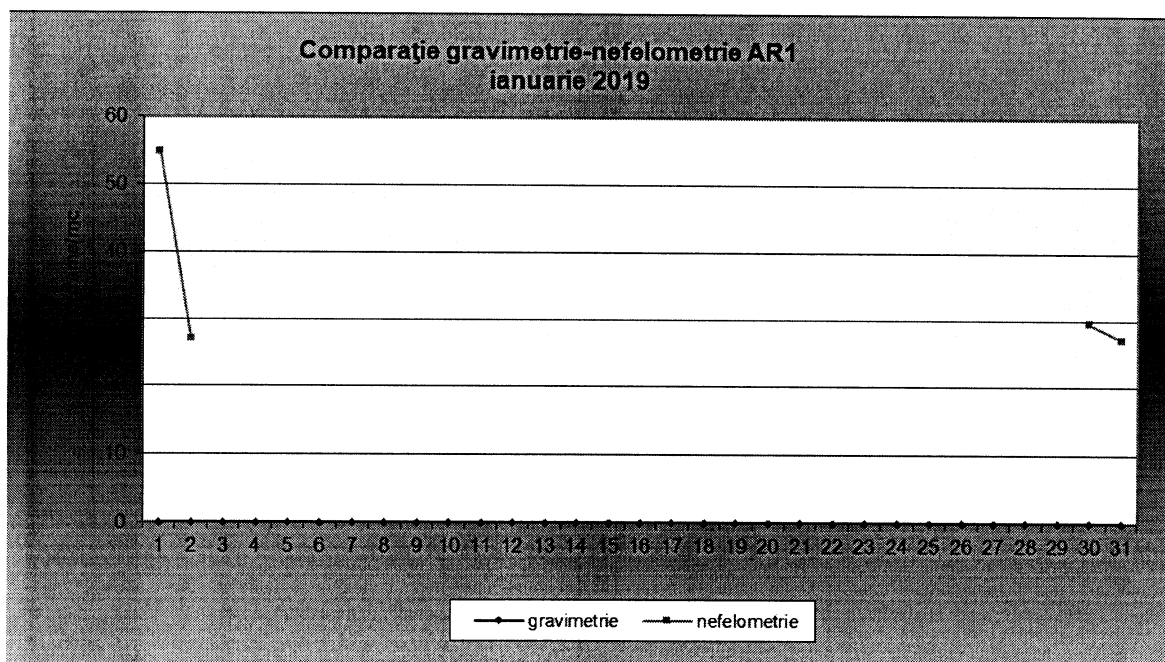 Comparaţie gravimetrie-nefelometrie AR1
ianuarie 2019
60
50
40
10
0
1 2 3 4 5 6 7 8 9 10 11 12 13 14 15 16 17 18 19 20 21 22 23 24 25 26 27 28 29 30 31
gravimetrie nefelometrie